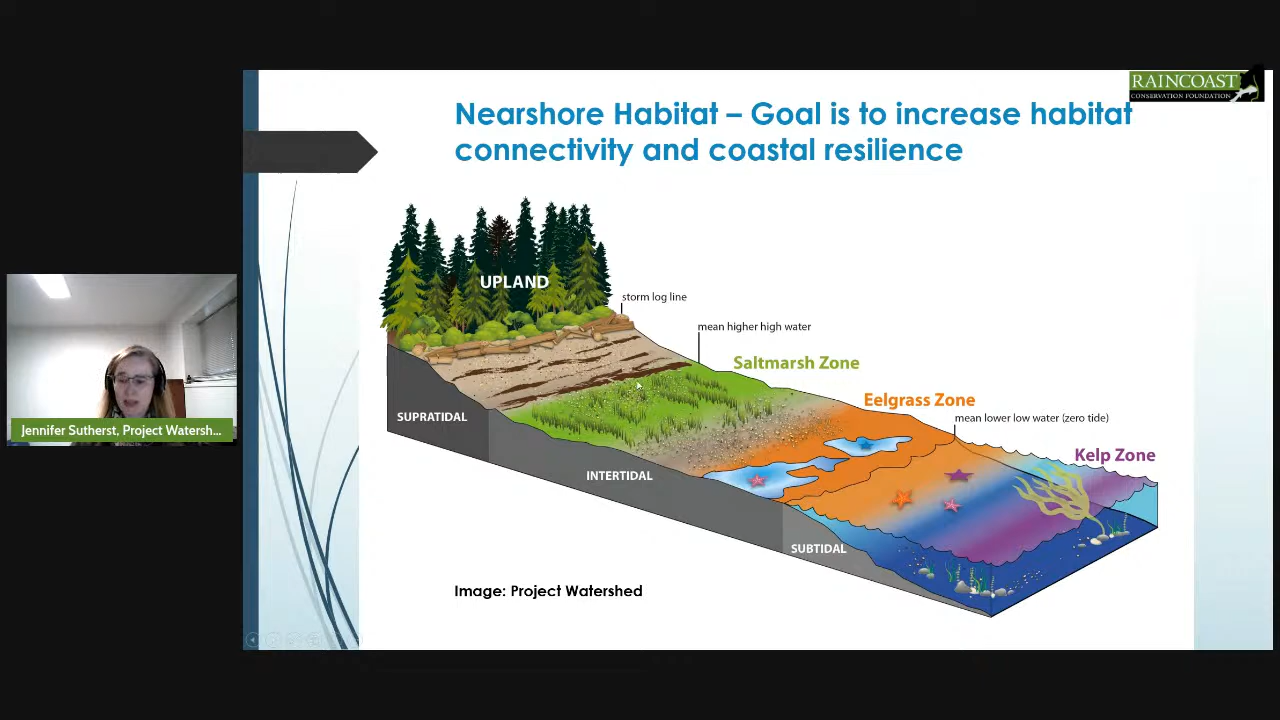 RAINCOAST
CONSERVATION FOUNDATION
Nearshore Habitat – Goal is to increase habitat
connectivity and coastal resilience
UPLAND
storm log line
mean higher high water
Saltmarsh Zone
Eelgrass Zone
mean lower low water (zero tide)
SUPRATIDAL
Kelp Zone
INTERTIDAL
SUBTIDAL
Image: Project Watershed
Jennifer Sutherst, Project Watersh...